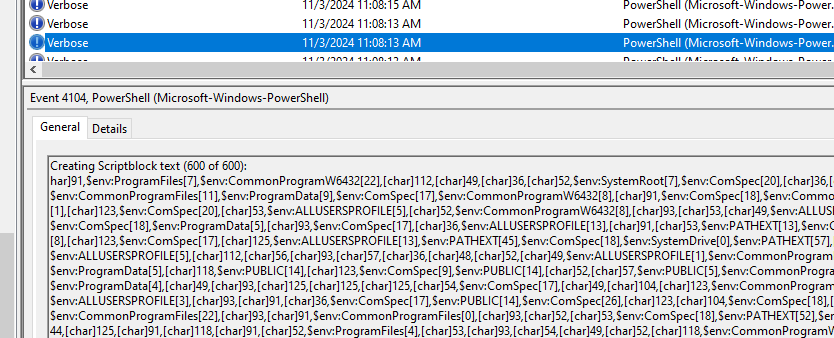 Verbose 11/3/2024 11:08:15 AM PowerShell (Microsoft-Windows-Power...
Verbose 11/3/2024 11:08:13 AM PowerShell (Microsoft-Windows-Power...
Verbose 11/3/2024 11:08:13 AM PowerShell (Microsoft-Windows-Power...
Verbose 11/3/2024 11:08:13 AM PowerShell (Microsoft-Windows-Power...
Event 4104, PowerShell (Microsoft-Windows-PowerShell)
General Details
Creating Scriptblock text (600 of 600):
har]91,$env:ProgramFiles[7],$env:CommonProgramW6432[22],[char]112,[char]49,[char]36,[char]52,$env:SystemRoot[7],$env:ComSpec[20],[char]36,[c
$env:CommonProgramFiles[11],$env:ProgramData[9],$env:ComSpec[17],$env:CommonProgramW6432[8],[char]91,$env:ComSpec[18],$env:Commo
[1],[char]123,$env:ComSpec[20],[char]53,$env:ALLUSERSPROFILE[5],[char]52,$env:CommonProgramW6432[8],[char]93,[char]53,[char]49,$env:ALLUS
$env:ComSpec[18],$env:ProgramData[5],[char]93,$env:ComSpec[17],[char]36,$env:ALLUSERSPROFILE[13],[char]91,[char]53,$env:PATHEXT[13],$env:C
[8],[char]123,$env:ComSpec[17],[char]125,$env:ALLUSERSPROFILE[13],$env:PATHEXT[45],$env:ComSpec[18],$env:SystemDrive[0],$env:PATHEXT[57],
$env:ALLUSERSPROFILE[5],[char]112,[char]56,[char]93,[char]57,[char]36,[char]48,[char]52,[char]49,$env:ALLUSERSPROFILE[1],$env:CommonProgram
$env:ProgramData[5],[char]118,$env:PUBLIC[14],[char]123,$env:ComSpec[9],$env:PUBLIC[14],[char]52,[char]57,$env:PUBLIC[5],$env:CommonProgra
$env:ProgramData[4],[char]49,[char]93,[char]125,[char]125,[char]125,[char]54,$env:ComSpec[17],[char]49,[char]104,[char]123,$env:CommonProgra
$env:ALLUSERSPROFILE[3],[char]93,[char]91,[char]36,$env:ComSpec[17],$env:PUBLIC[14],$env:ComSpec[26],[char]123,[char]104,$env:ComSpec[18],[
$env:CommonProgramFiles[22],[char]93,[char]91,$env:CommonProgramFiles[0],[char]93,[char]52,[char]53,$env:ComSpec[18],$env:PATHEXT[52],$en
44,[char]125,[char]91,[char]118,[char]91,[char]52,$env:ProgramFiles[4],[char]53,[char]93,[char]54,[char]49,[char]52,[char]118,$env:CommonProgramW